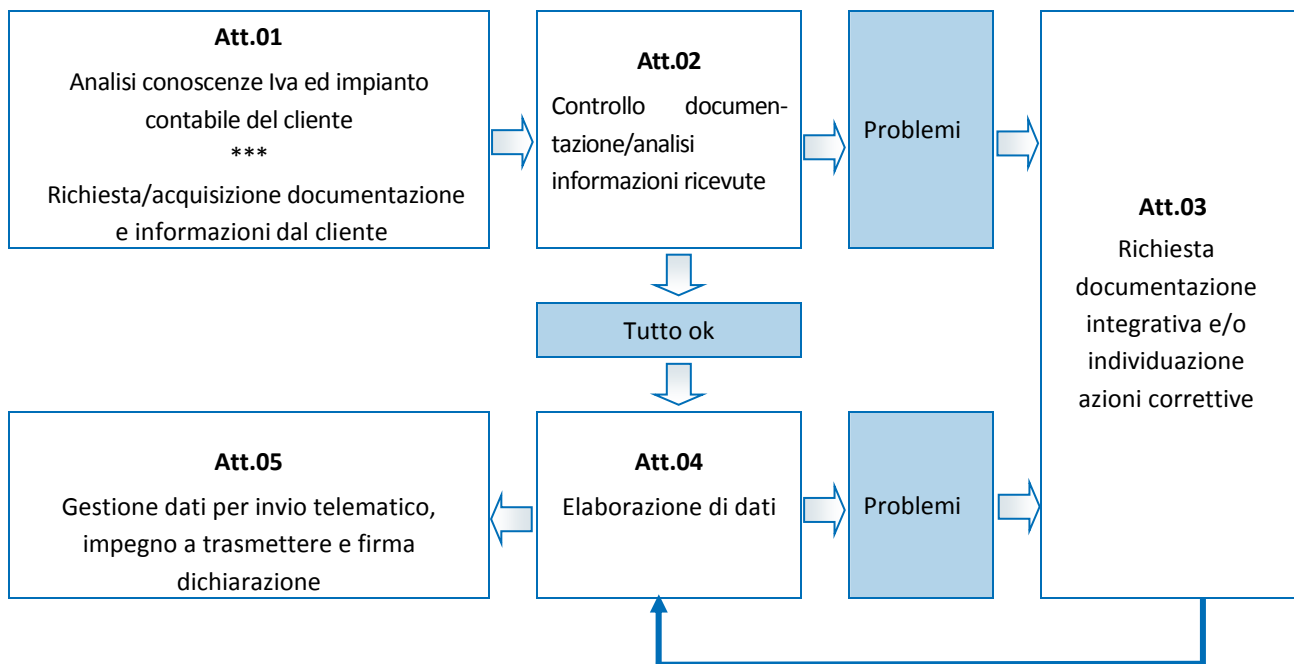 Att.01
Analisi conoscenze Iva ed impianto
contabile del cliente
***
Richiesta/acquisizione documentazione
e informazioni dal cliente
Att.02
Controllo documen-
tazione/analisi
informazioni ricevute
Problemi
Att.03
Richiesta
documentazione
integrativa e/o
individuazione
azioni correttive
Tutto ok
Att.05
Gestione dati per invio telematico,
impegno a trasmettere e firma
dichiarazione
Att.04
Elaborazione di dati
Problemi